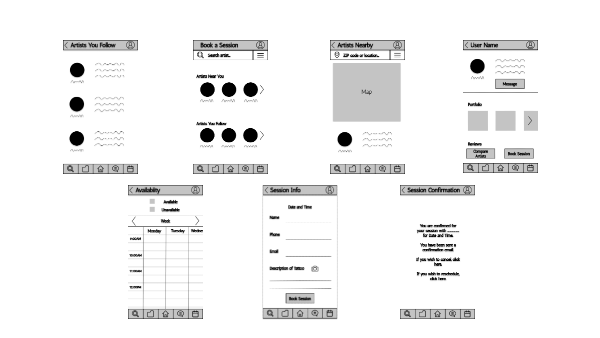 Artists You Follow
Book a Session
Search artist..
Artists Near You
Artists You Follow
Artists Nearby
ZIP code or location..
Map
User Name
Message
Portfolio
Reviews
Compare
Artists
Book Session
Availability
Available
Unavailable
Week
Monday
Tuesday
Wednes
9:00AM
10:00AM
11:00AM
12:00PM
Session Info
Date and Time
Name
Phone
Email
Description of Tattoo
Book Session
Session Confirmation
You are confirmed for
your session with
for Date and Time.
You have been sent a
confirmation email.
If you wish to cancel, click
here.
If you wish to reschedule,
click here.